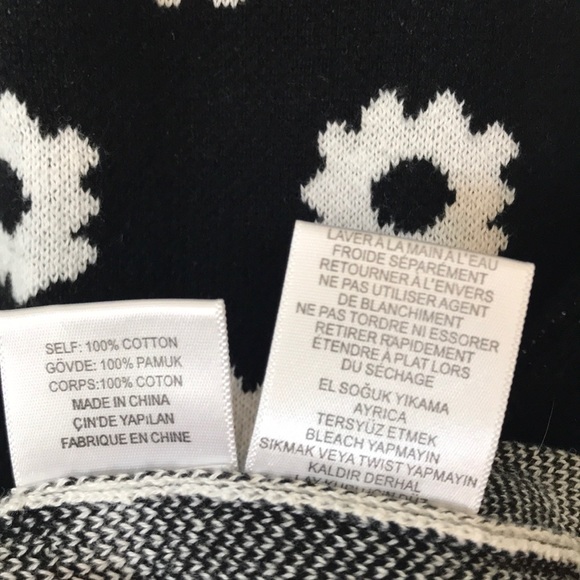 SELF: 100% COTTON
GÖVDE: 100% PAMUK
CORPS:100% COTON
MADE IN CHINA
ÇIN'DE YAPıLAN
FABRIQUE EN CHINE
LAVER A LA MAIN À L'EAU
FROIDE SÉPARÉMENT
RETOURNER À L'ENVERS
NE PAS UTILISER AGENT
DE BLANCHIMENT
NE PAS TORDRE NI ESSORER
RETIRER RAPIDEMENT
ÉTENDRE À PLAT LORS
DU SÉCHAGE
EL SOĞUK YIKAMA
AYRICA
TERSYÜZ ETMEK
BLEACH YAPMAYIN
SIKMAK VEYA TWIST YAPMAYIN
KALDIR DERHAL